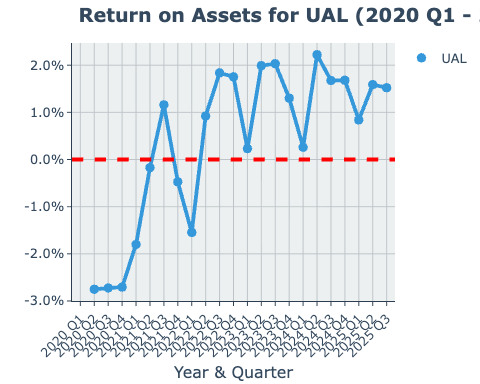 Return on Assets for UAL (2020 Q1 -
UAL
2.0%
1.0%
0.0%
-1.0%
-2.0%
-3.0%
2020 Q1
2020 Q2
2020 Q3
2020 Q4
2021 Q1
2021 Q2
2021 Q3
2021 Q4
2022 Q1
2022 Q2
2022 Q3
2022 Q4
2023 Q1
2023 Q2
2023 Q3
2023 Q4
2024 Q1
2024 Q2
2024 Q3
2024 Q4
2025 Q1
2025 Q2
2025 Q3
Year & Quarter